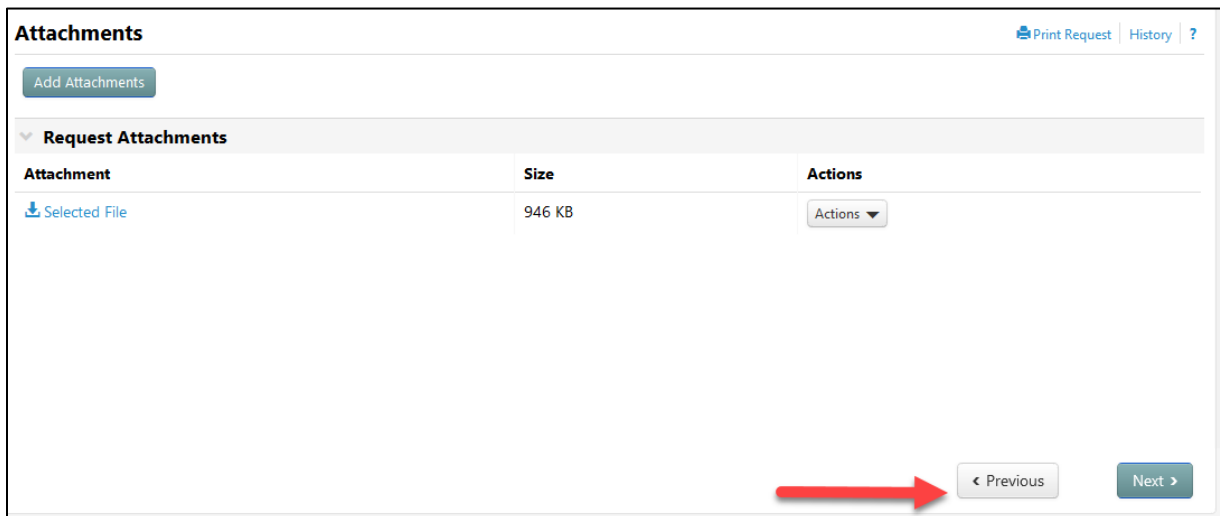 Attachments
Print Request History ?
Add Attachments
Request Attachments
Attachment Size Actions
Selected File 946 KB Actions
< Previous Next >